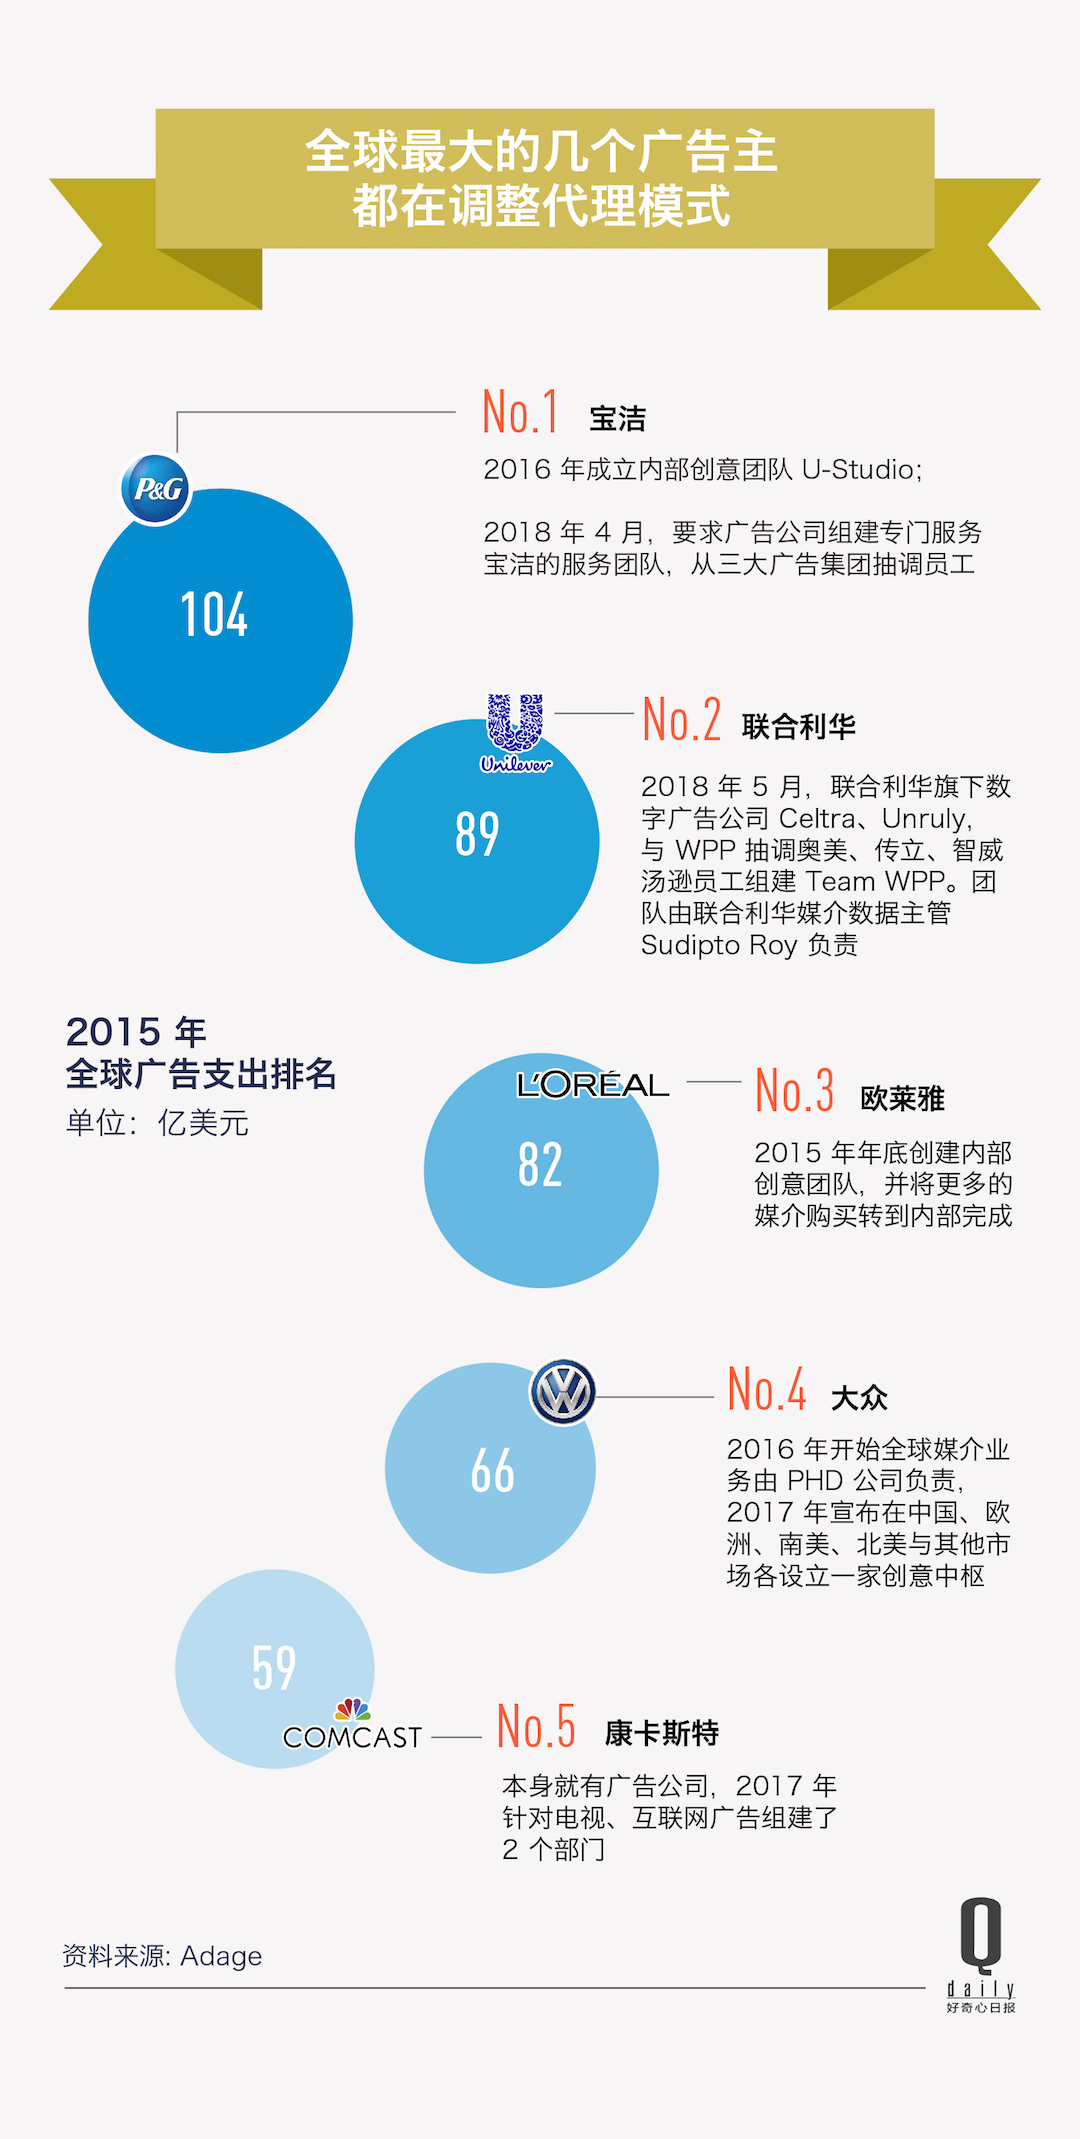 全球最大的几个广告主
都在调整代理模式
No.1 宝洁
2016 年成立内部创意团队 U-Studio;
2018 年 4 月，要求广告公司组建专门服务
宝洁的服务团队，从三大广告集团抽调员工
P&G
104
Unilever
No.2 联合利华
2018 年 5 月，联合利华旗下数
字广告公司 Celtra、Unruly,
与 WPP 抽调奥美、传立、智威
汤逊员工组建 Team WPP。团
队由联合利华媒介数据主管
Sudipto Roy 负责
89
2015 年
全球广告支出排名
单位：亿美元
L'ORÉAL
No.3 欧莱雅
2015 年年底创建内部
创意团队，并将更多的
媒介购买转到内部完成
82
No.4 大众
2016 年开始全球媒介业
务由 PHD 公司负责,
2017 年宣布在中国、欧
洲、南美、北美与其他市
场各设立一家创意中枢
66
59
COMCAST
No.5 康卡斯特
本身就有广告公司，2017 年
针对电视、互联网广告组建了
2 个部门
资料来源: Adage
Q
daily
好奇心日报